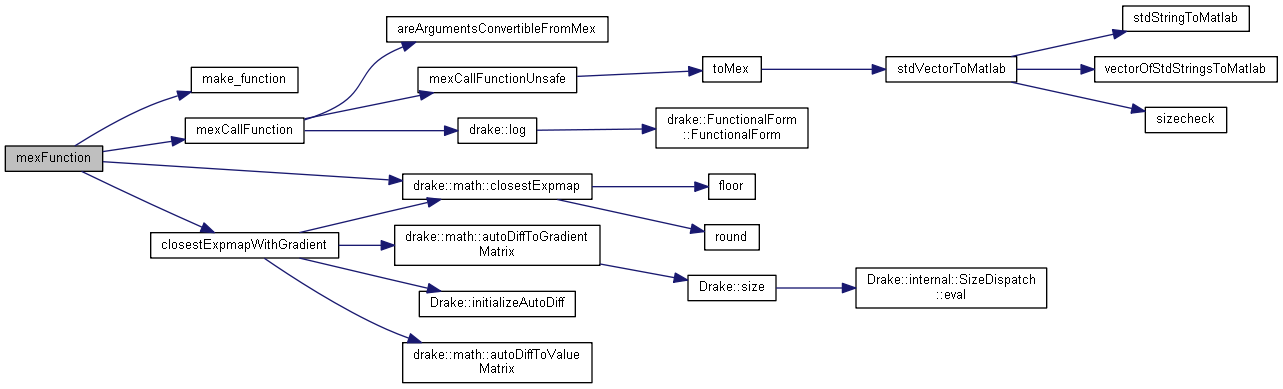 stdStringToMatlab
areArgumentsConvertibleFromMex
make_function
mexCallFunctionUnsafe
toMex
stdVectorToMatlab
vectorOfStdStringsToMatlab
mexCallFunction
drake::log
drake::FunctionalForm
::FunctionalForm
sizecheck
mexFunction
drake::math::closestExpmap
floor
closestExpmapWithGradient
drake::math::autoDiffToGradient
Matrix
round
Drake::initializeAutoDiff
Drake::size
Drake::internal::SizeDispatch
::eval
drake::math::autoDiffToValue
Matrix